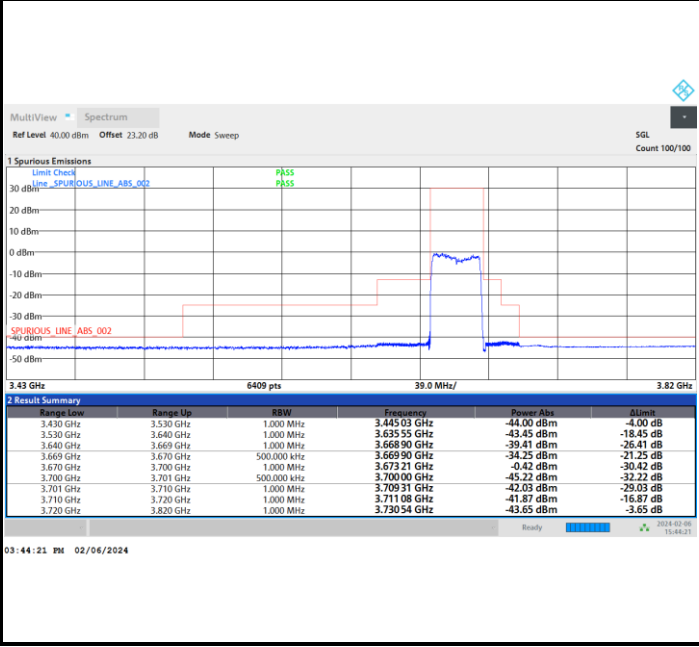 MultiView Spectrum
Ref Level 40.00 dBm Offset 23.20 dB Mode Sweep SGL
Count 100/100
1 Spurious Emissions
Limit Check PASS
Line _SPURIOUS_LINE_ABS_002 PASS
30 dBm
20 dBm
10 dBm
0 dBm
-10 dBm
-20 dBm
-30 dBm
_SPURIOUS_LINE_ABS_002
-40 dBm
-50 dBm
3.43 GHz 6409 pts 39.0 MHz/ 3.82 GHz
2 Result Summary
Range Low Range Up RBW Frequency Power Abs ΔLimit
3.430 GHz 3.530 GHz 1.000 MHz 3.445 03 GHz -44.00 dBm -4.00 dB
3.530 GHz 3.640 GHz 1.000 MHz 3.635 55 GHz -43.45 dBm -18.45 dB
3.640 GHz 3.669 GHz 1.000 MHz 3.668 90 GHz -39.41 dBm -26.41 dB
3.669 GHz 3.670 GHz 500.000 kHz 3.669 90 GHz -34.25 dBm -21.25 dB
3.670 GHz 3.700 GHz 1.000 MHz 3.673 21 GHz -0.42 dBm -30.42 dB
3.700 GHz 3.701 GHz 500.000 kHz 3.700 00 GHz -45.22 dBm -32.22 dB
3.701 GHz 3.710 GHz 1.000 MHz 3.709 31 GHz -42.03 dBm -29.03 dB
3.710 GHz 3.720 GHz 1.000 MHz 3.711 08 GHz -41.87 dBm -16.87 dB
3.720 GHz 3.820 GHz 1.000 MHz 3.730 54 GHz -43.65 dBm -3.65 dB
Ready 2024-02-06
15:44:21
03:44:21 PM 02/06/2024